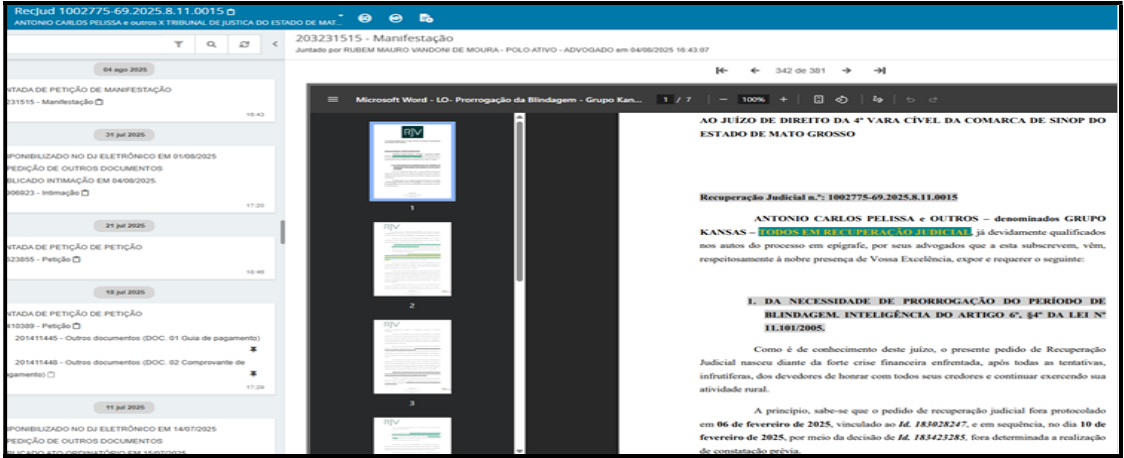 RecJud 1002775-69.2025.8.11.0015
ANTONIO CARLOS PELISSA e outros X TRIBUNAL DE JUSTICA DO ESTADO DE MAT...
203231515 - Manifestação
Juntado por RUBEM MAURO VANDONI DE MOURA - POLO ATIVO - ADVOGADO em 04/08/2025 16:43:07
342 de 381
04 ago 2025
NTADA DE PETIÇÃO DE MANIFESTAÇÃO
231515 - Manifestação
16:43
31 jul 2025
IPONIBILIZADO NO DJ ELETRÔNICO EM 01/08/2025
PEDIÇÃO DE OUTROS DOCUMENTOS
BLICADO INTIMAÇÃO EM 04/08/2025.
906923 - Intimação
17:20
21 jul 2025
NTADA DE PETIÇÃO DE PETIÇÃO
523855 - Petição
16:46
18 jul 2025
NTADA DE PETIÇÃO DE PETIÇÃO
410389 - Petição
201411445 - Outros documentos (DOC. 01 Guia de pagamento)
201411448 - Outros documentos (DOC. 02 Comprovante de
gamento)
17:29
11 jul 2025
IPONIBILIZADO NO DJ ELETRÔNICO EM 14/07/2025
PEDIÇÃO DE OUTROS DOCUMENTOS
BLICADO ATO ORDINATÓRIO EM 15/07/2025
Microsoft Word - LO- Prorrogação da Blindagem - Grupo Kan...
1 / 7
100%
RJV
1
RJV
2
RJV
3
RJV
AO JUÍZO DE DIREITO DA 4ª VARA CÍVEL DA COMARCA DE SINOP DO
ESTADO DE MATO GROSSO
Recuperação Judicial n.º: 1002775-69.2025.8.11.0015
ANTONIO CARLOS PELISSA e OUTROS – denominados GRUPO
KANSAS – TODOS EM RECUPERAÇÃO JUDICIAL, já devidamente qualificados
nos autos do processo em epígrafe, por seus advogados que a esta subscrevem, vêm,
respeitosamente à nobre presença de Vossa Excelência, expor e requerer o seguinte:
1. DA NECESSIDADE DE PRORROGAÇÃO DO PERÍODO DE
BLINDAGEM. INTELIGÊNCIA DO ARTIGO 6º, §4º DA LEI Nº
11.101/2005.
Como é de conhecimento deste juízo, o presente pedido de Recuperação
Judicial nasceu diante da forte crise financeira enfrentada, após todas as tentativas,
infrutíferas, dos devedores de honrar com todos seus credores e continuar exercendo sua
atividade rural.
A princípio, sabe-se que o pedido de recuperação judicial fora protocolado
em 06 de fevereiro de 2025, vinculado ao Id. 183028247, e em sequência, no dia 10 de
fevereiro de 2025, por meio da decisão de Id. 183423285, fora determinada a realização
de constatação prévia.